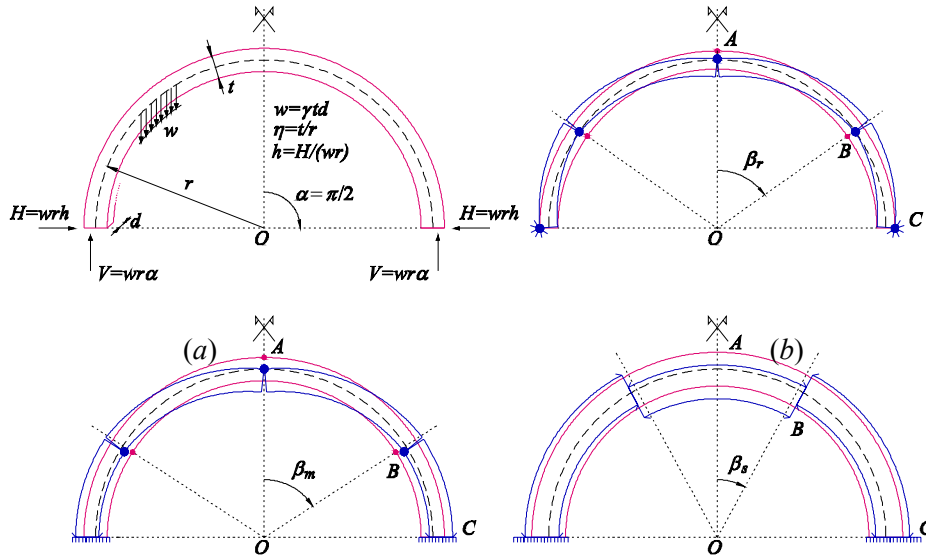 t
w
w=γtd
η=t/r
h=H/(wr)
r
α=π/2
H=wrh
H=wrh
d
O
V=wrα
V=wrα
A
B
β_r
C
O
(a)
A
B
β_m
C
O
(b)
A
B
β_s
C
O